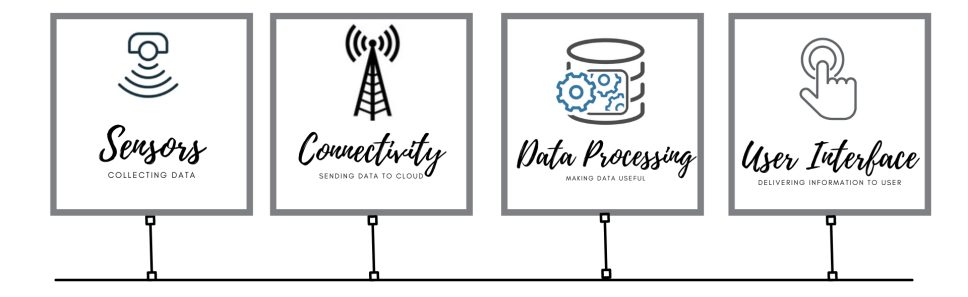 Sensors
COLLECTING DATA
Connectivity
SENDING DATA TO CLOUD
Data Processing
MAKING DATA USEFUL
User Interface
DELIVERING INFORMATION TO USER